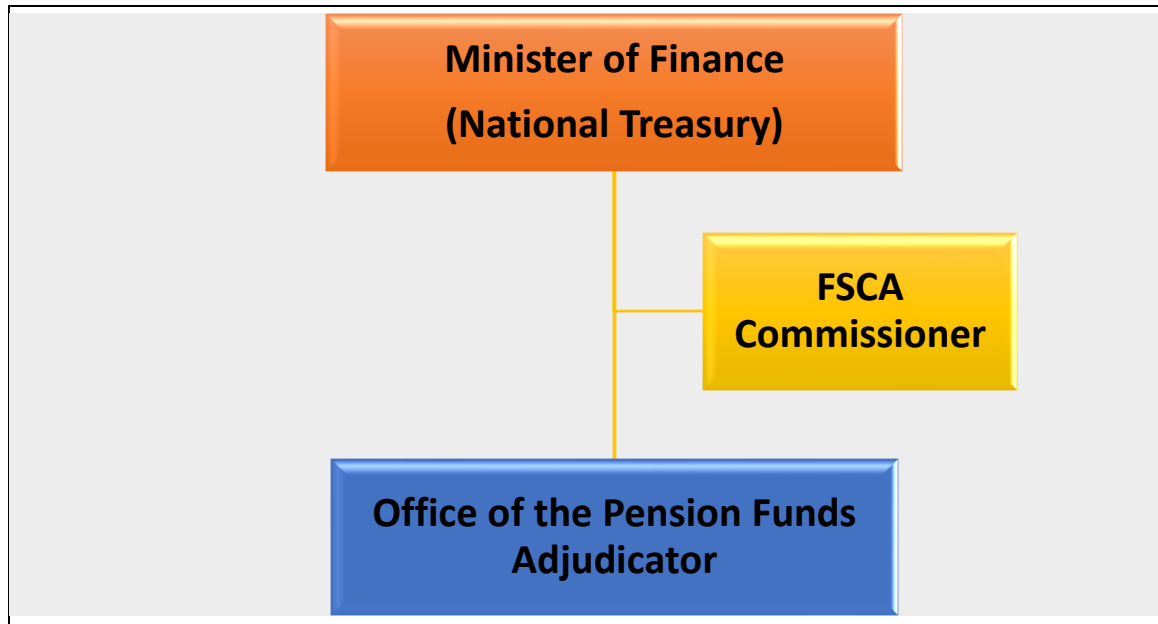 Minister of Finance
(National Treasury)
FSCA
Commissioner
Office of the Pension Funds
Adjudicator